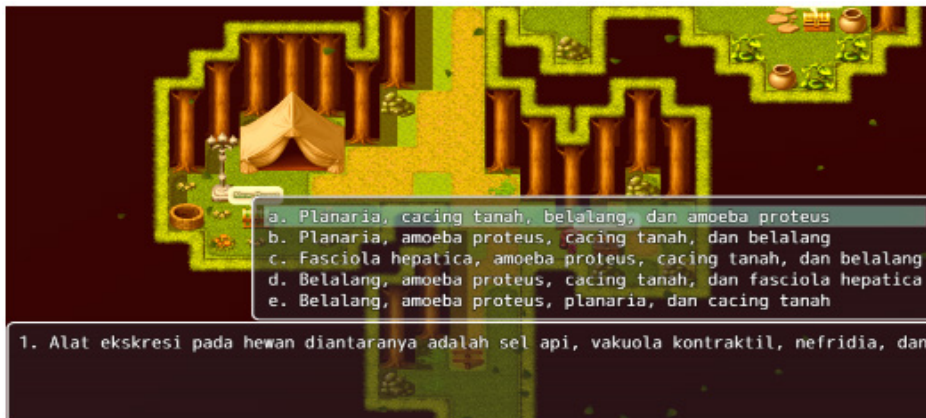 a. Planaria, cacing tanah, belalang, dan amoeba proteus
b. Planaria, amoeba proteus, cacing tanah, dan belalang
c. Fasciola hepatica, amoeba proteus, cacing tanah, dan belalang
d. Belalang, amoeba proteus, cacing tanah, dan fasciola hepatica
e. Belalang, amoeba proteus, planaria, dan cacing tanah
1. Alat ekskresi pada hewan diantaranya adalah sel api, vakuola kontraktil, nefridia, dan